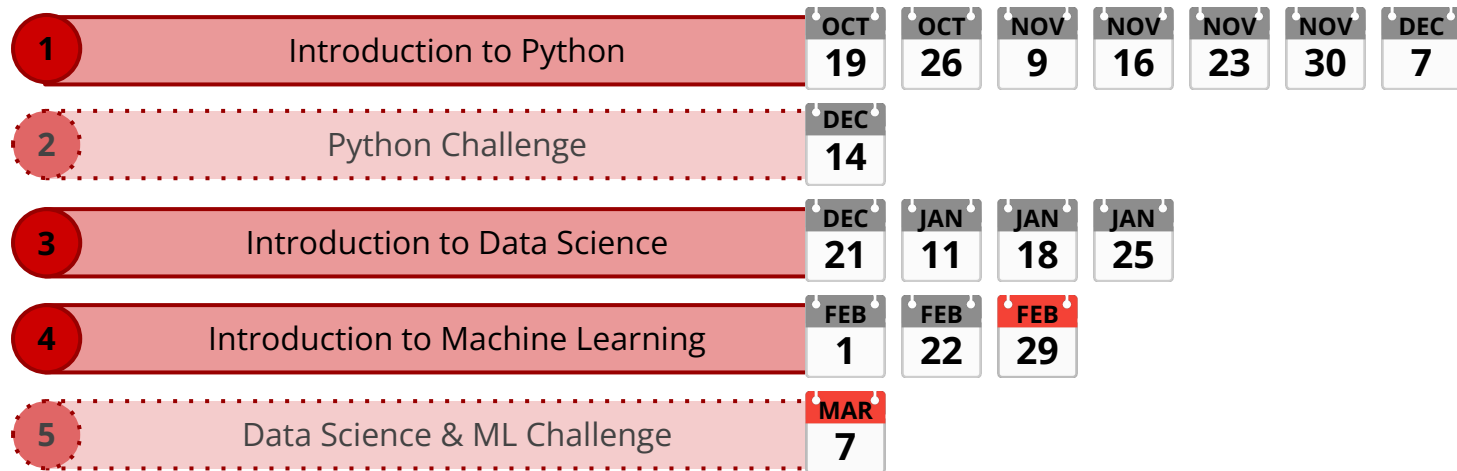 1 Introduction to Python OCT 19 OCT 26 NOV 9 NOV 16 NOV 23 NOV 30 DEC 7
2 Python Challenge DEC 14
3 Introduction to Data Science DEC 21 JAN 11 JAN 18 JAN 25
4 Introduction to Machine Learning FEB 1 FEB 22 FEB 29
5 Data Science & ML Challenge MAR 7